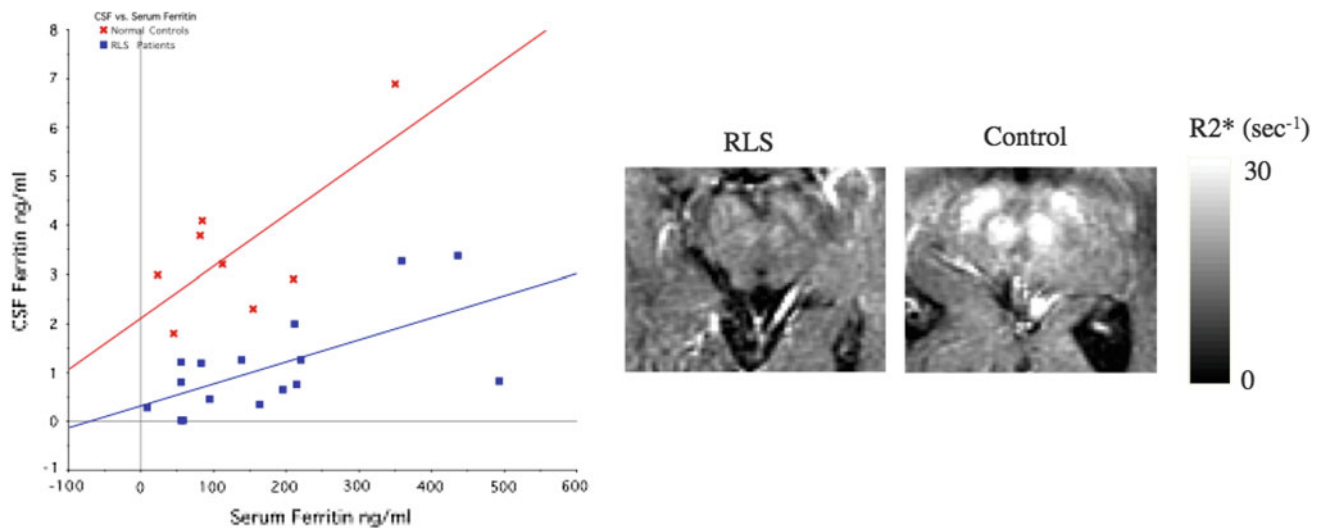 CSF vs. Serum Ferritin
Normal Controls
RLS Patients
8
7
6
5
4
3
2
1
0
-1
CSF Ferritin ng/ml
-100 0 100 200 300 400 500 600
Serum Ferritin ng/ml
RLS
Control
R2* (sec-1)
30
0